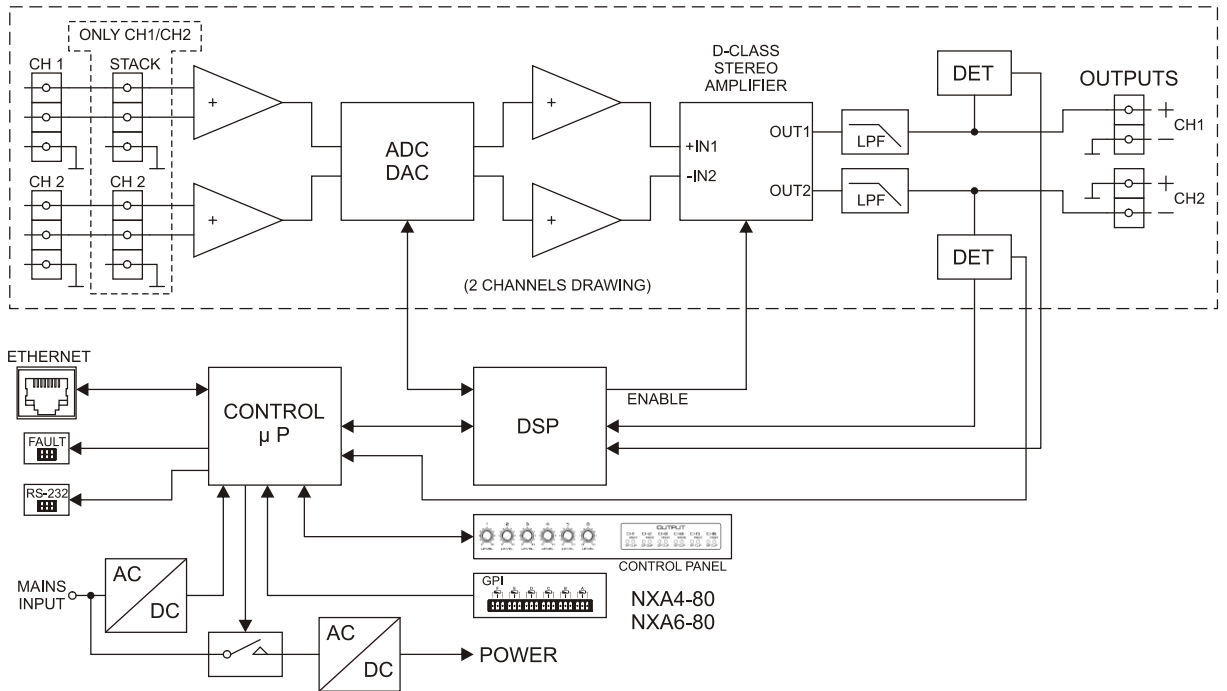 ONLY CH1/CH2
CH 1
STACK
CH 2
CH 2
+
+
ADC
DAC
+
+
D-CLASS
STEREO
AMPLIFIER
+IN1
-IN2
OUT1
OUT2
LPF
LPF
DET
DET
OUTPUTS
+
CH1
−
+
CH2
−
(2 CHANNELS DRAWING)
ETHERNET
FAULT
RS-232
CONTROL
µ P
DSP
ENABLE
OUTPUT
CONTROL PANEL
GPI
NXA4-80
NXA6-80
MAINS
INPUT
AC
DC
AC
DC
POWER